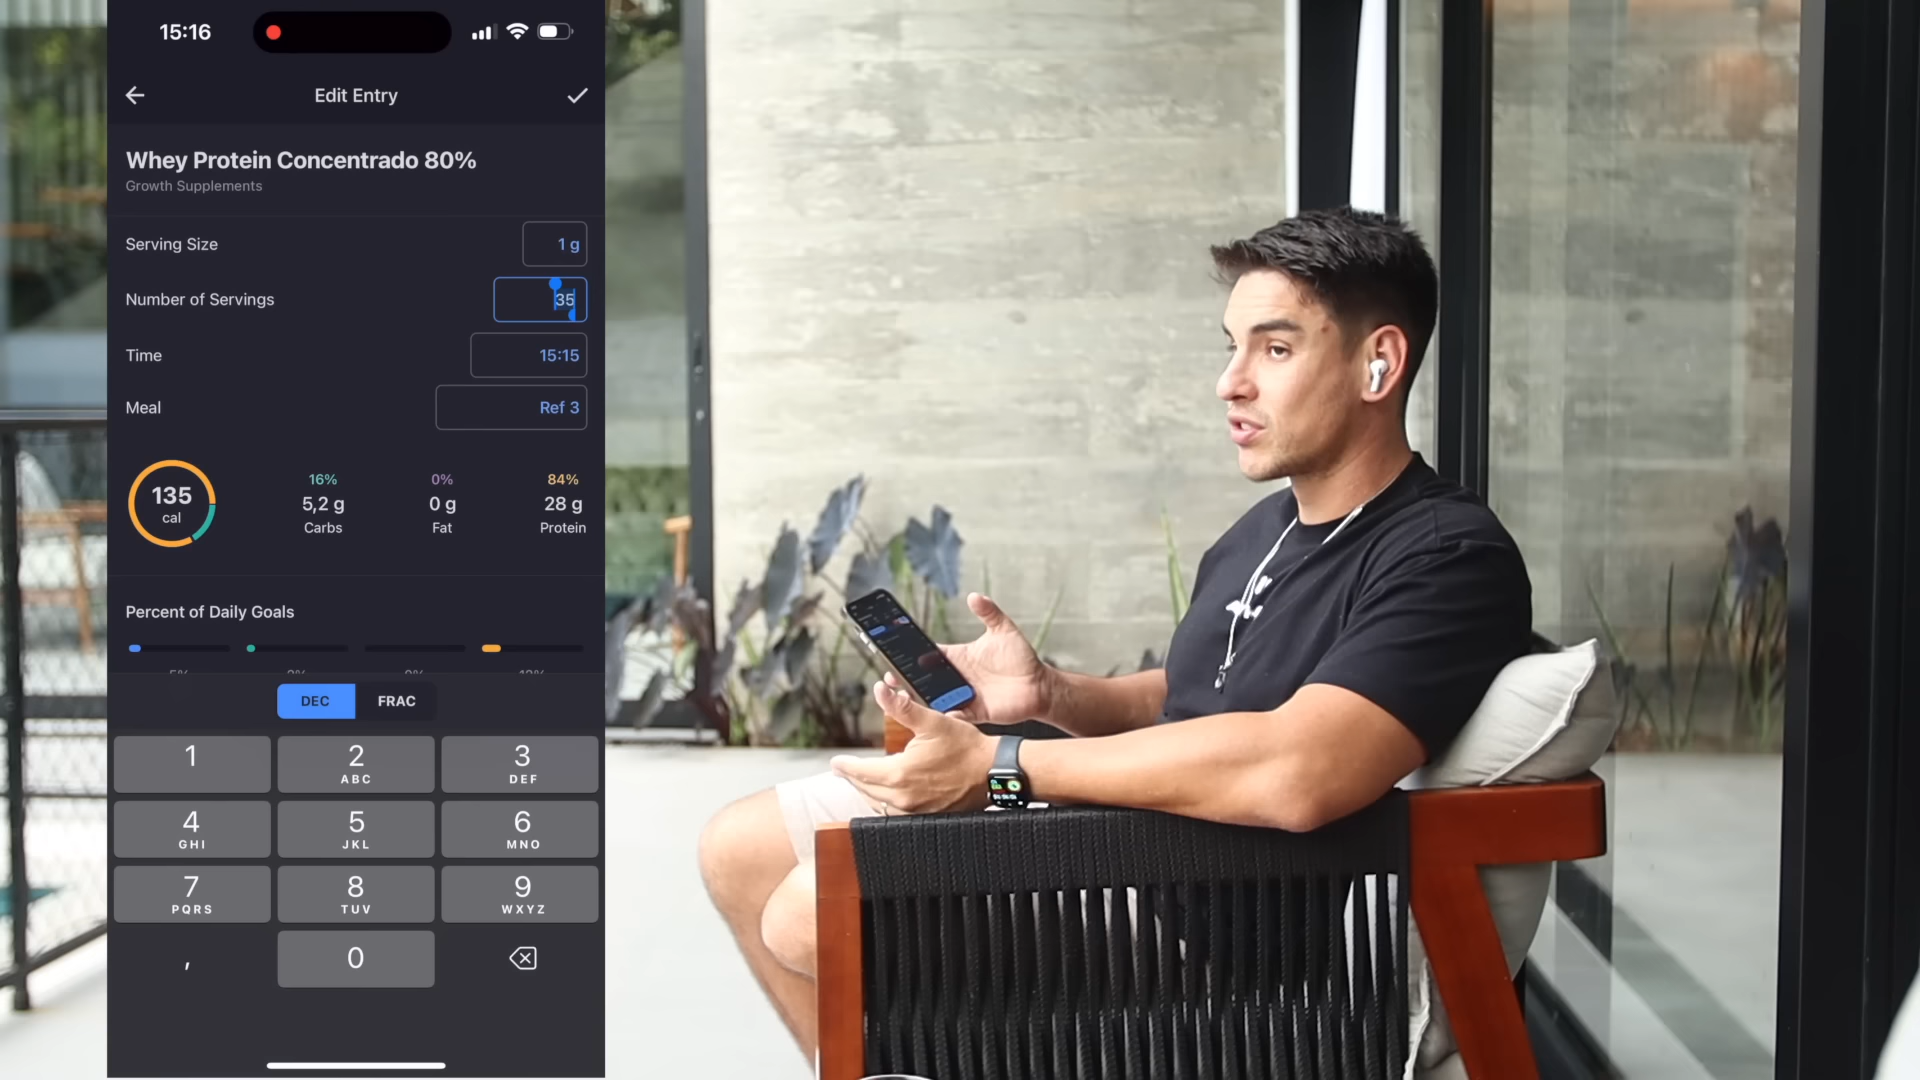 15:16
Edit Entry
Whey Protein Concentrado 80%
Growth Supplements
Serving Size 1 g
Number of Servings 35
Time 15:15
Meal Ref 3
135 cal
16% 0% 84%
5,2 g 0 g 28 g
Carbs Fat Protein
Percent of Daily Goals
DEC FRAC
1
2 ABC
3 DEF
4 GHI
5 JKL
6 MNO
7 PQRS
8 TUV
9 WXYZ
, 0